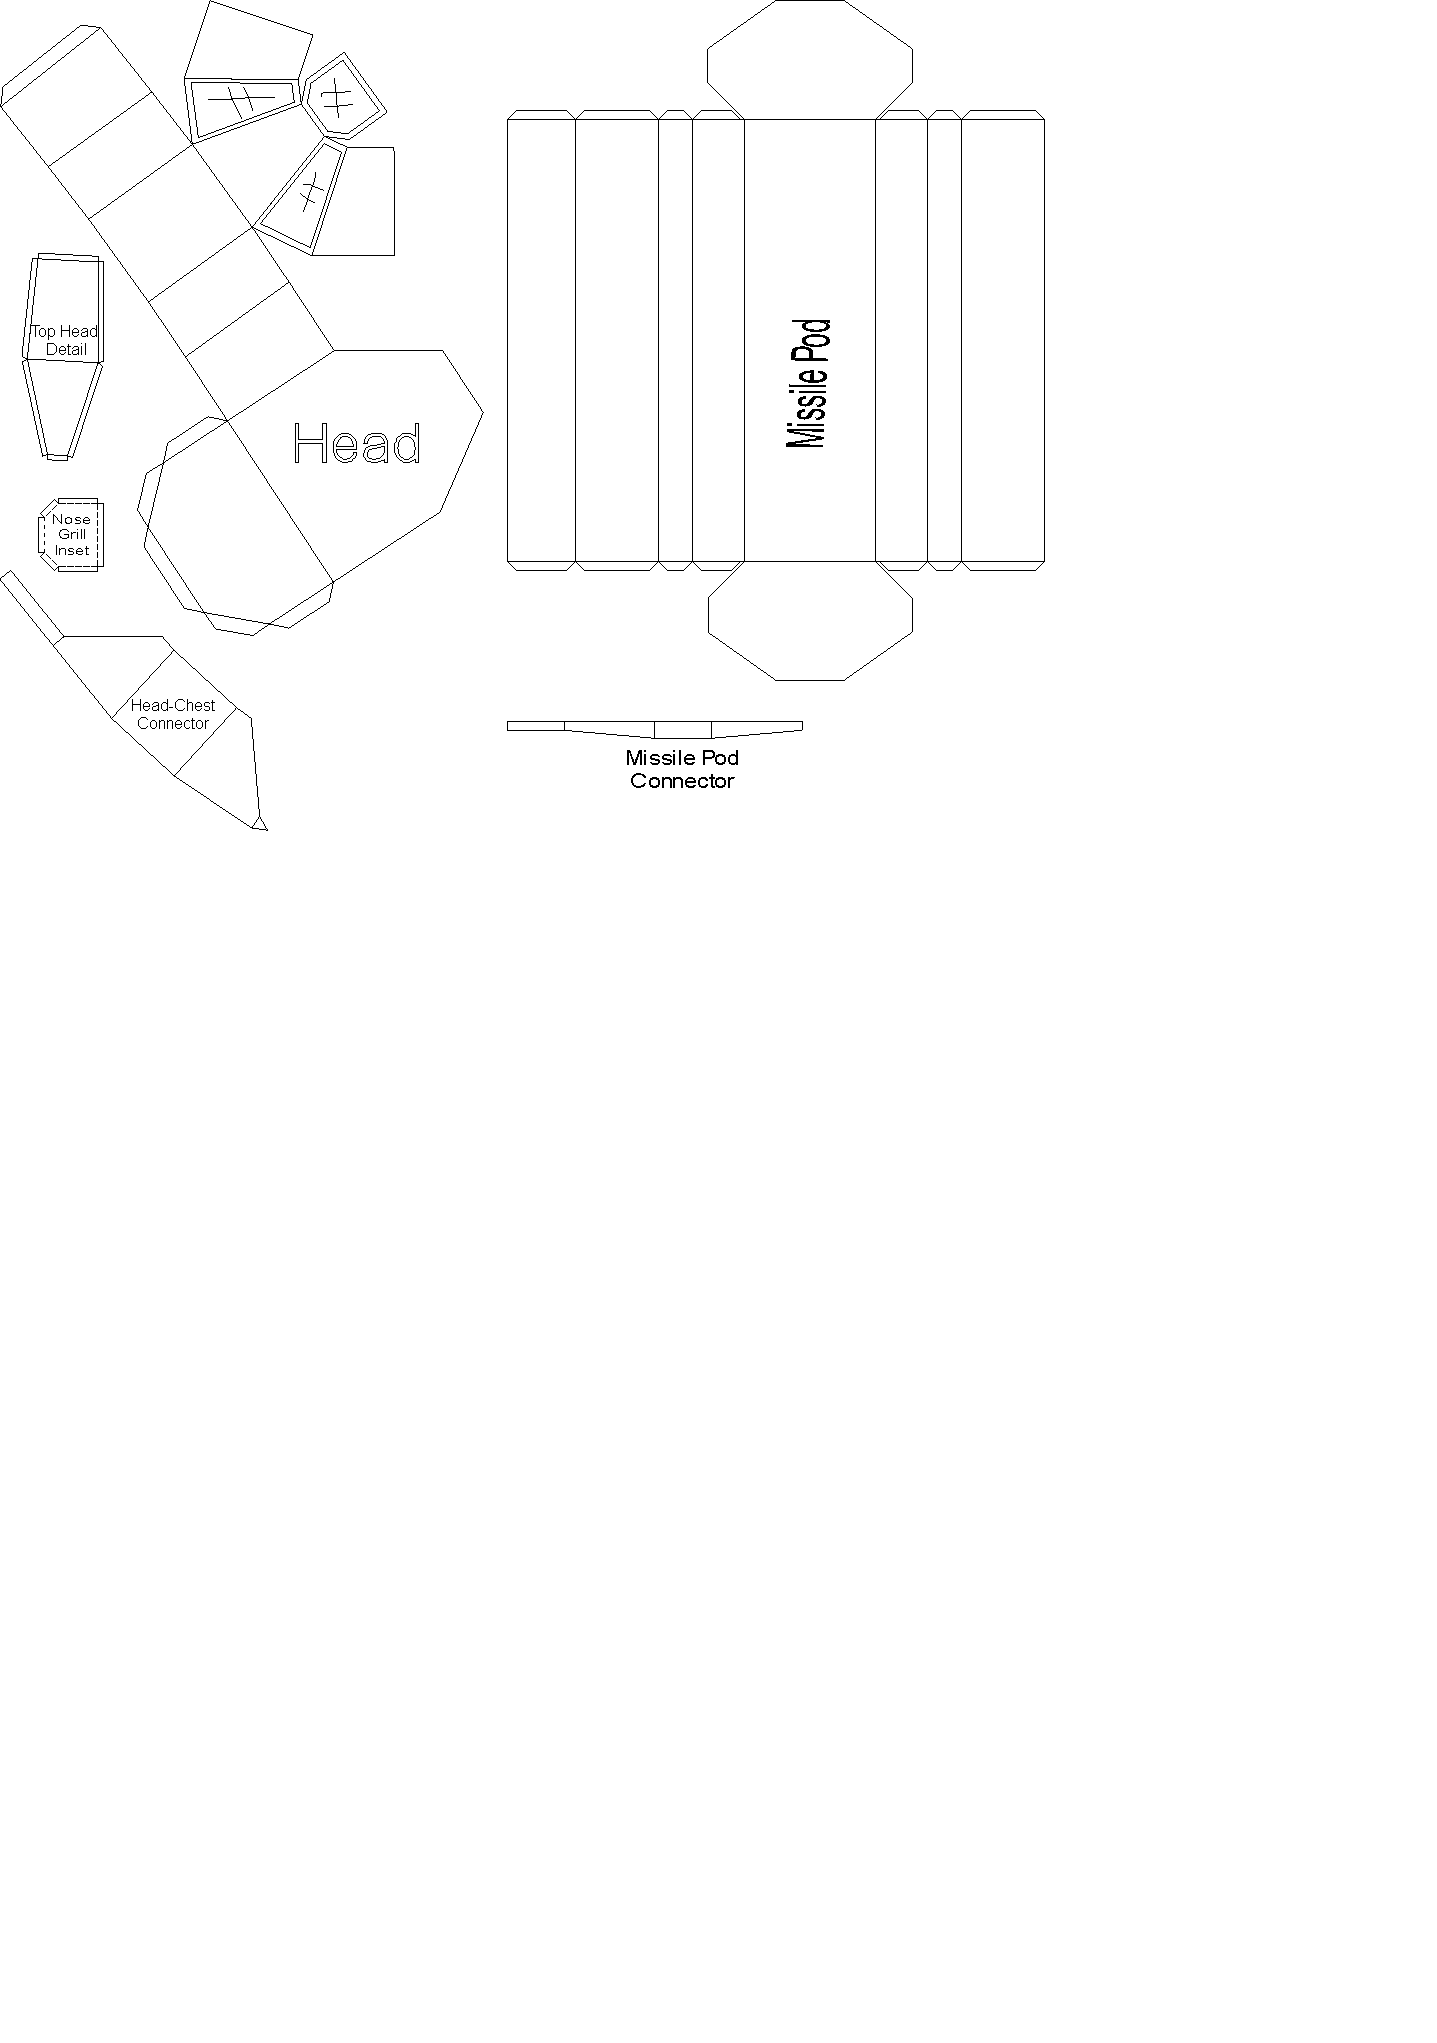 Top Head
Detail
Head
Missile Pod
Nose
Grill
Inset
Head-Chest
Connector
Missile Pod
Connector